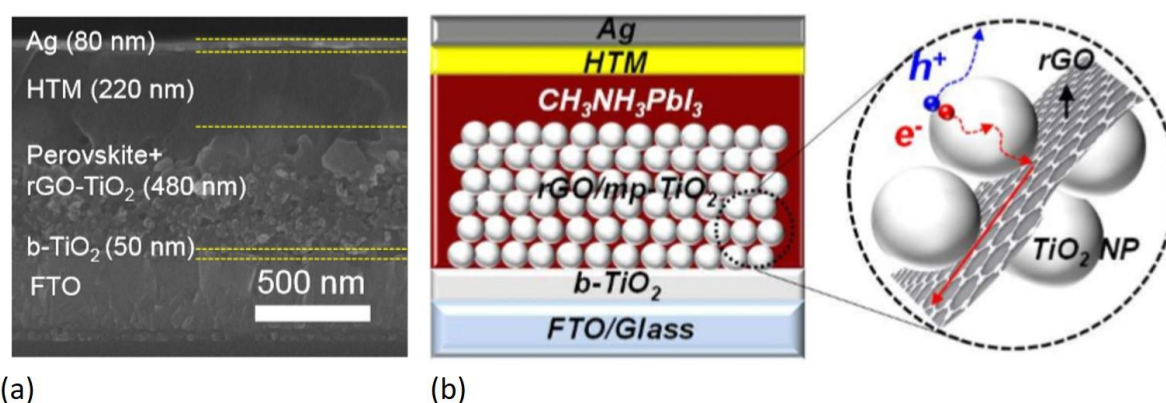 Ag (80 nm)
HTM (220 nm)
Perovskite+
rGO-TiO₂ (480 nm)
b-TiO₂ (50 nm)
FTO
500 nm
(a)
Ag
HTM
CH₃NH₃PbI₃
rGO/mp-TiO₂
b-TiO₂
FTO/Glass
h⁺
e⁻
rGO
TiO₂ NP
(b)